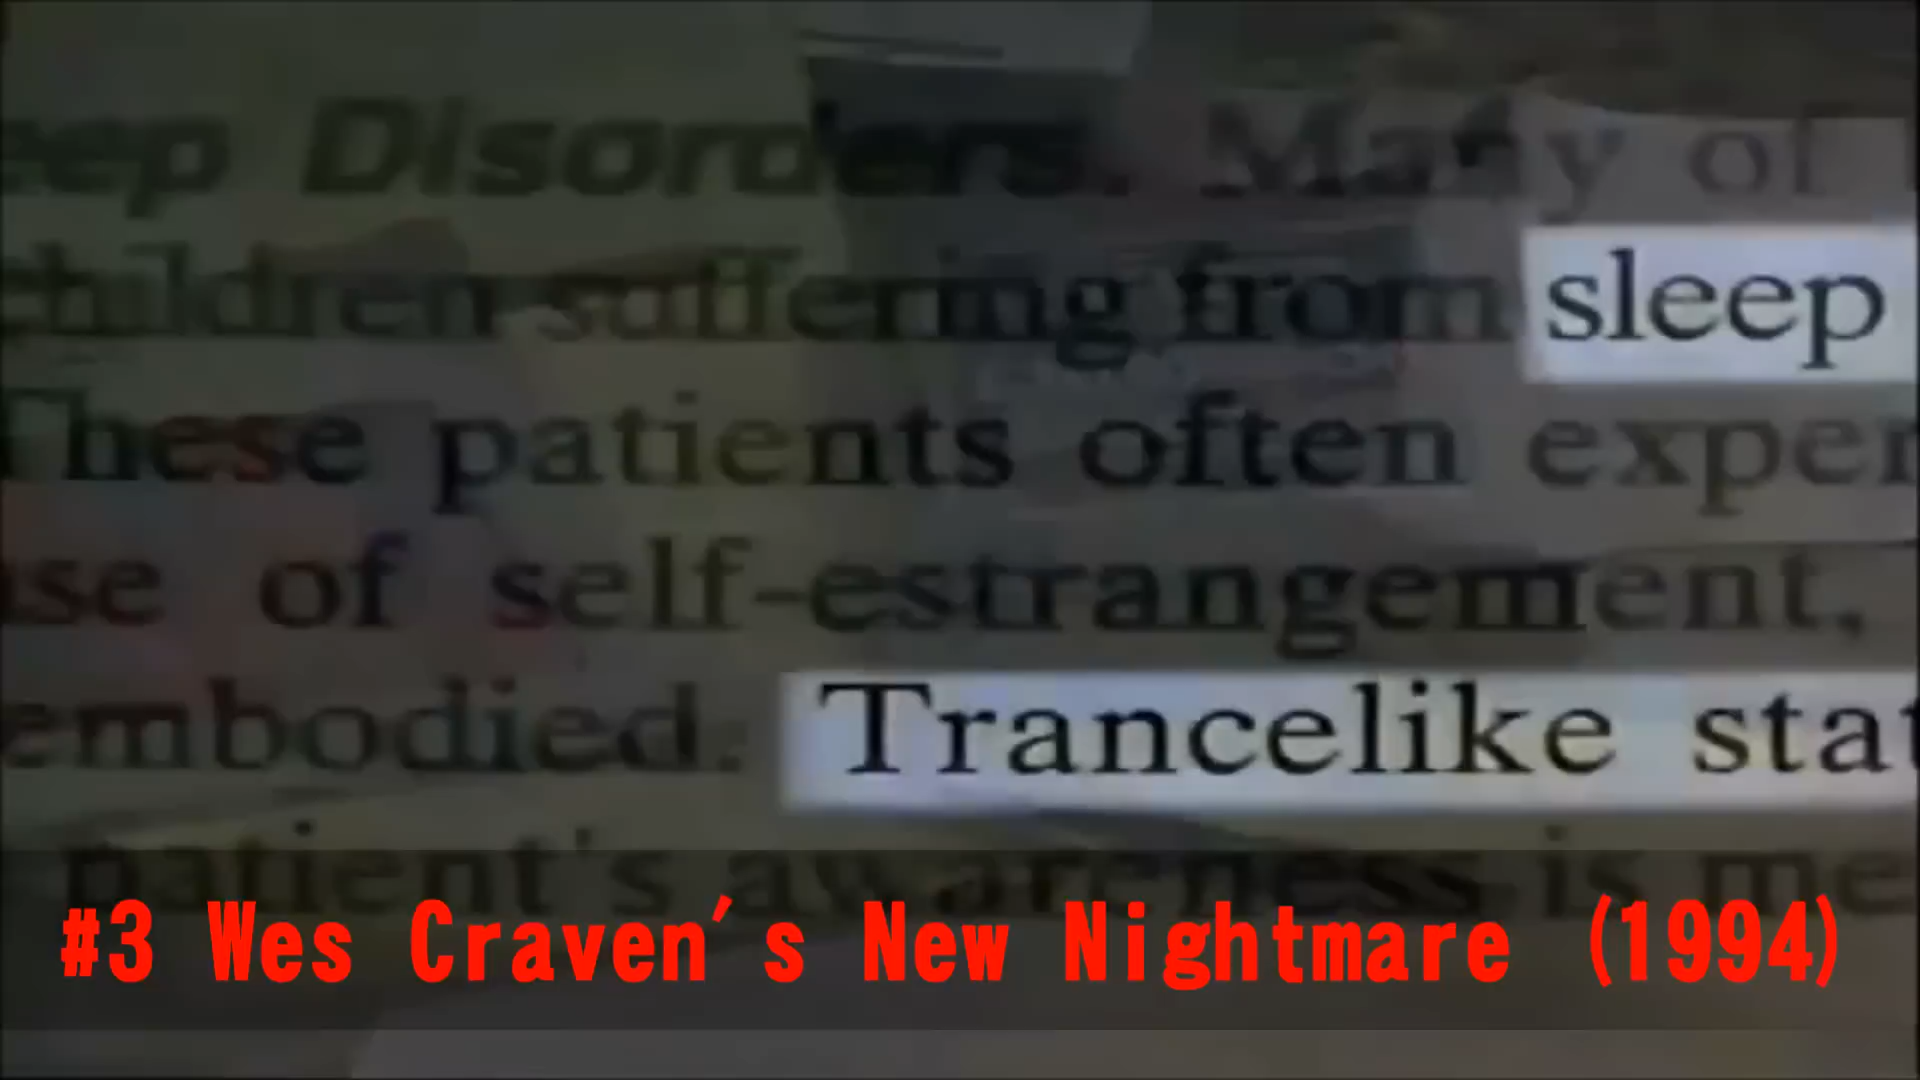 eep Disorders. Many of
children suffering from sleep
These patients often exper
se of self-estrangement,
embodied. Trancelike stat
patient's awareness is me
#3 Wes Craven's New Nightmare (1994)